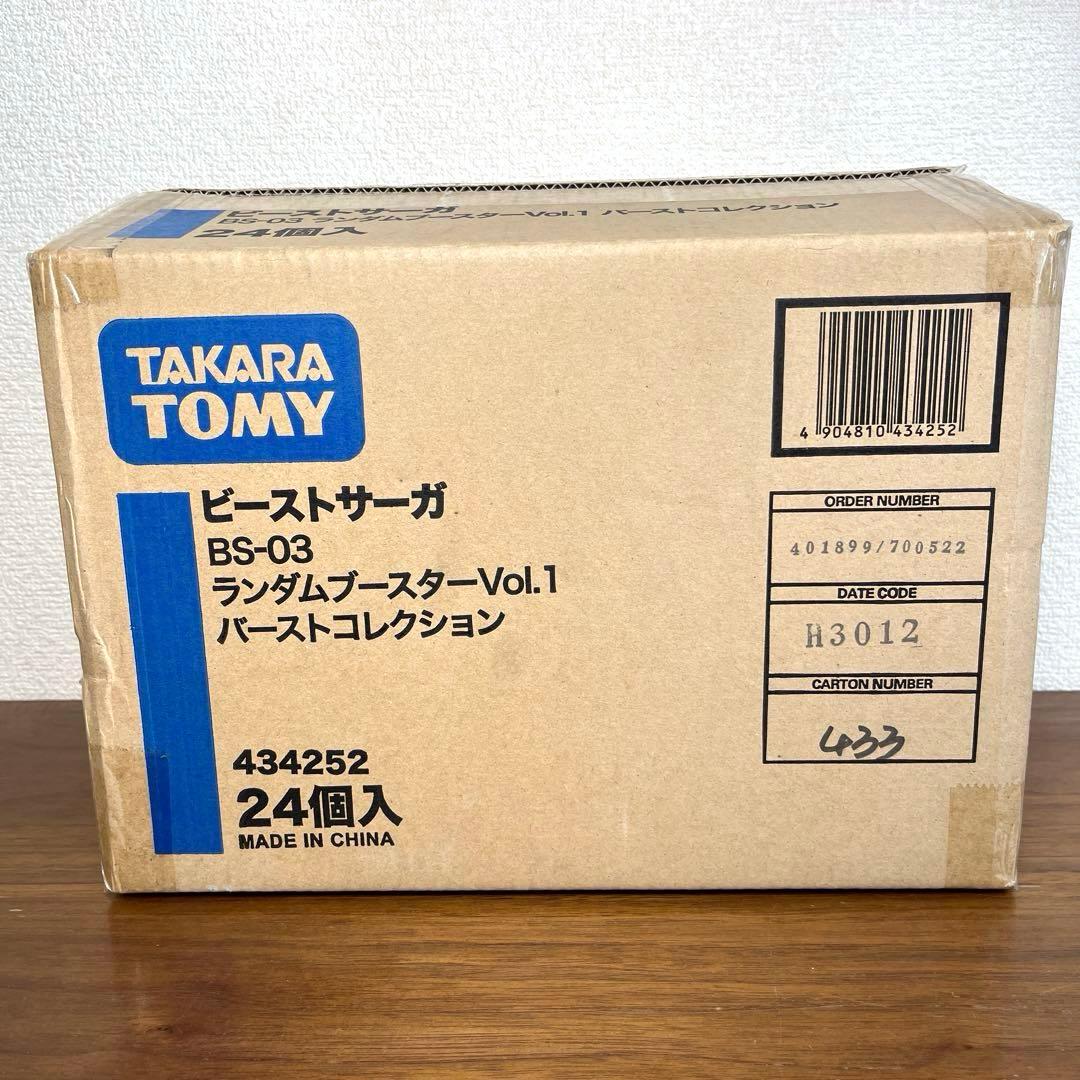 ビーストサーガ
BS-03 ランダムブースターVol.1 バーストコレクション
24個入
TAKARA
TOMY
4 904810 434252
ビーストサーガ
BS-03
ランダムブースターVol.1
バーストコレクション
ORDER NUMBER
401899/700522
DATE CODE
H3012
CARTON NUMBER
433
434252
24個入
MADE IN CHINA